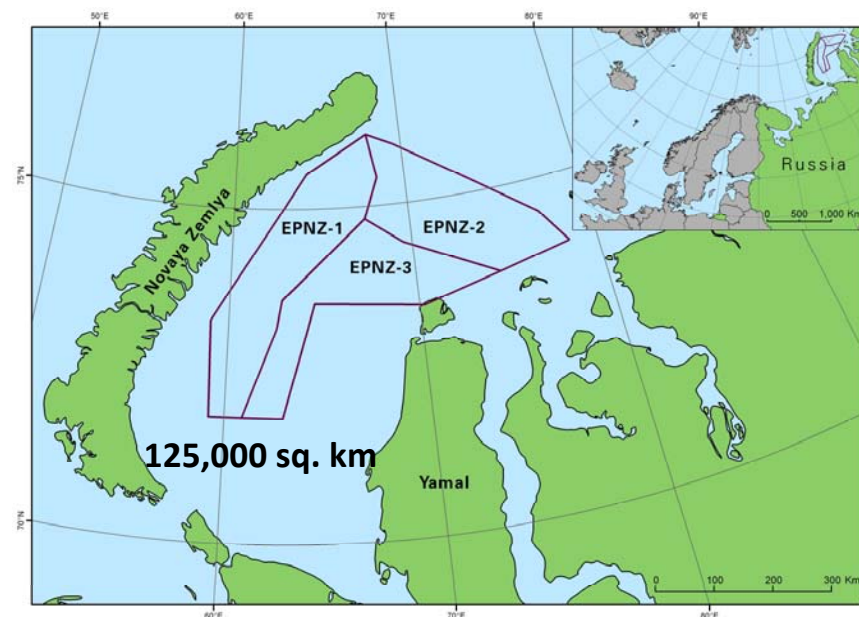 50°E
60°E
70°E
80°E
90°E
75°N
70°N
Novaya Zemlya
EPNZ-1
EPNZ-2
EPNZ-3
125,000 sq. km
Yamal
Russia
0 500 1,000 Km
0 100 200 300 Km
60°E
70°E
80°E